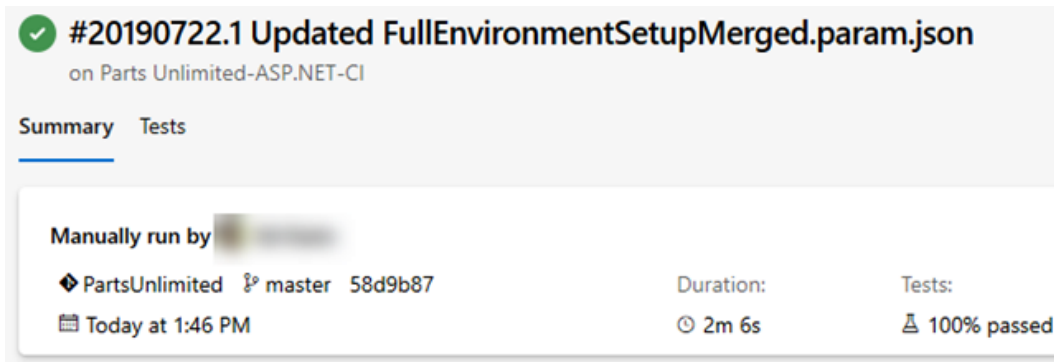 #20190722.1 Updated FullEnvironmentSetupMerged.param.json
on Parts Unlimited-ASP.NET-CI
Summary Tests
Manually run by
PartsUnlimited master 58d9b87
Duration:
Tests:
Today at 1:46 PM
2m 6s
100% passed